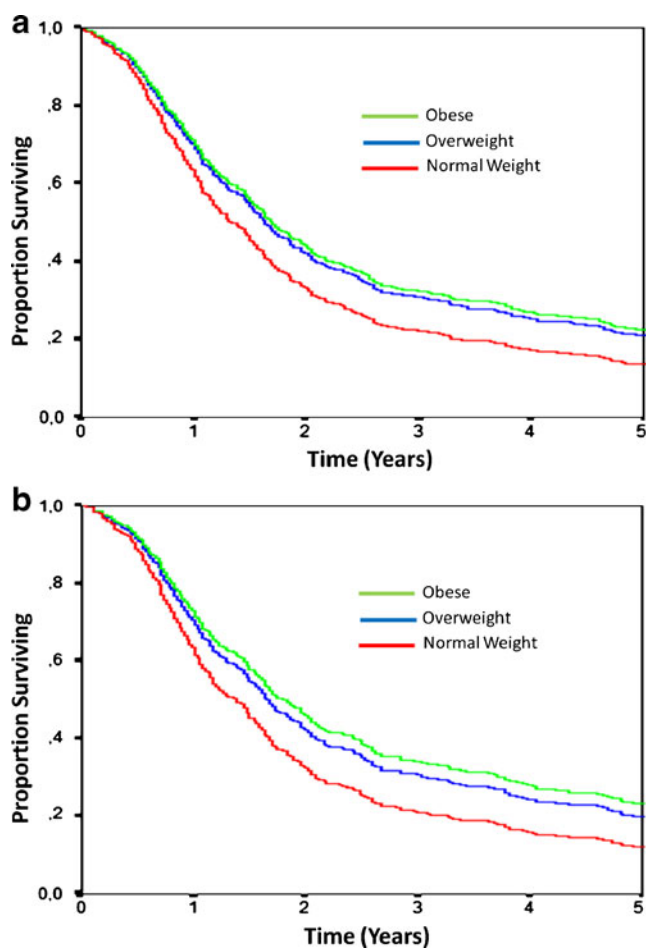 a
Proportion Surviving
1,0
.8
.6
.4
.2
0.0
Obese
Overweight
Normal Weight
0 1 2 3 4 5
Time (Years)
b
Proportion Surviving
1.0
.8
.6
.4
.2
0.0
Obese
Overweight
Normal Weight
0 1 2 3 4 5
Time (Years)